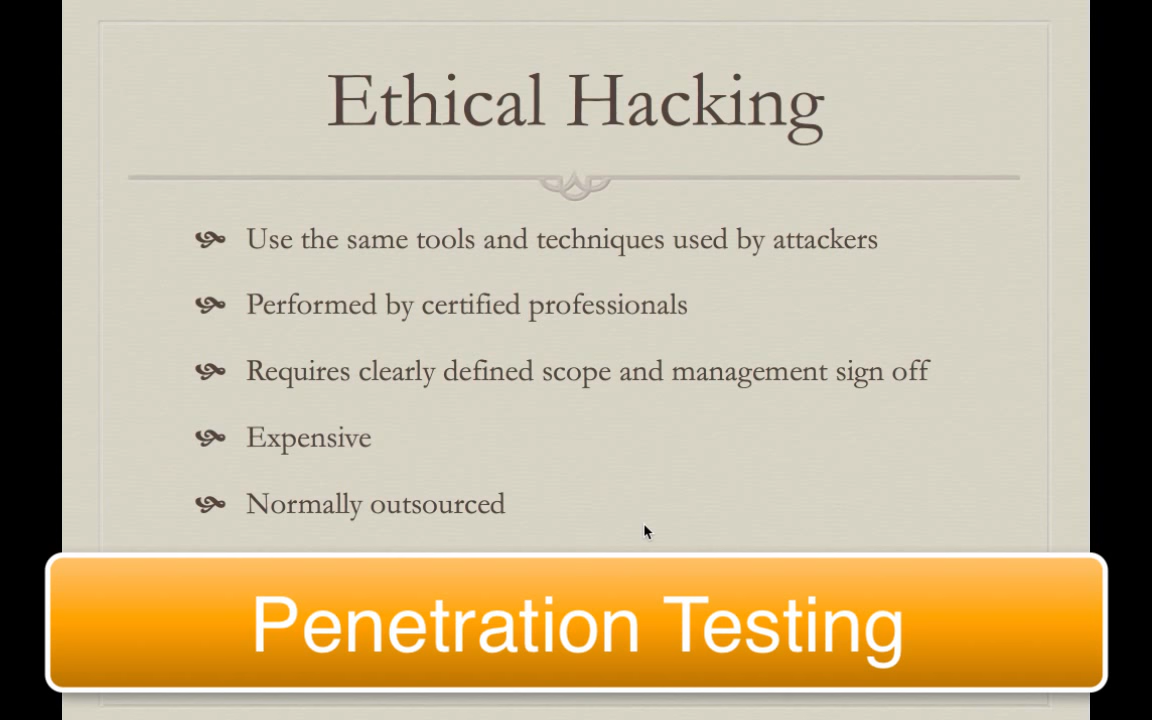 Ethical Hacking
Use the same tools and techniques used by attackers
Performed by certified professionals
Requires clearly defined scope and management sign off
Expensive
Normally outsourced
Penetration Testing